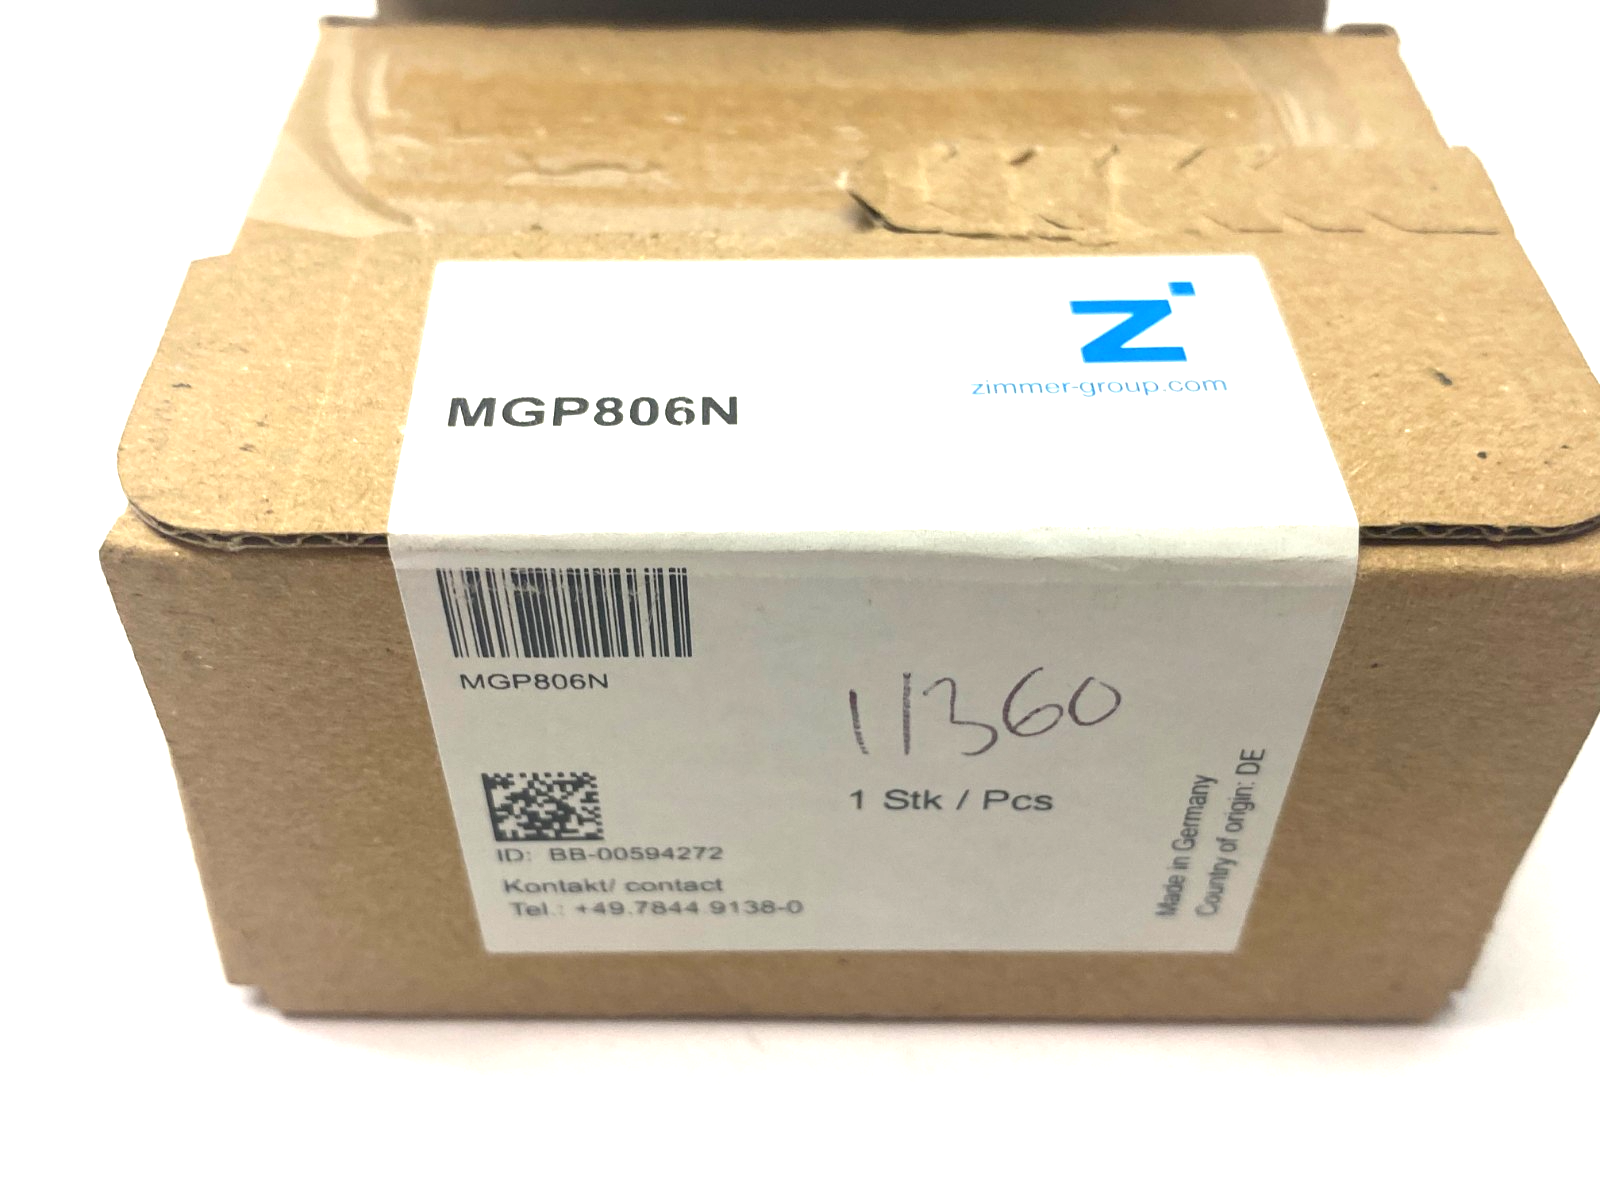 zimmer-group.com
MGP806N
MGP806N
11360
1 Stk / Pcs
ID: BB-00594272
Kontakt/ contact
Tel.: +49.7844 9138-0
Made in Germany
Country of origin: DE